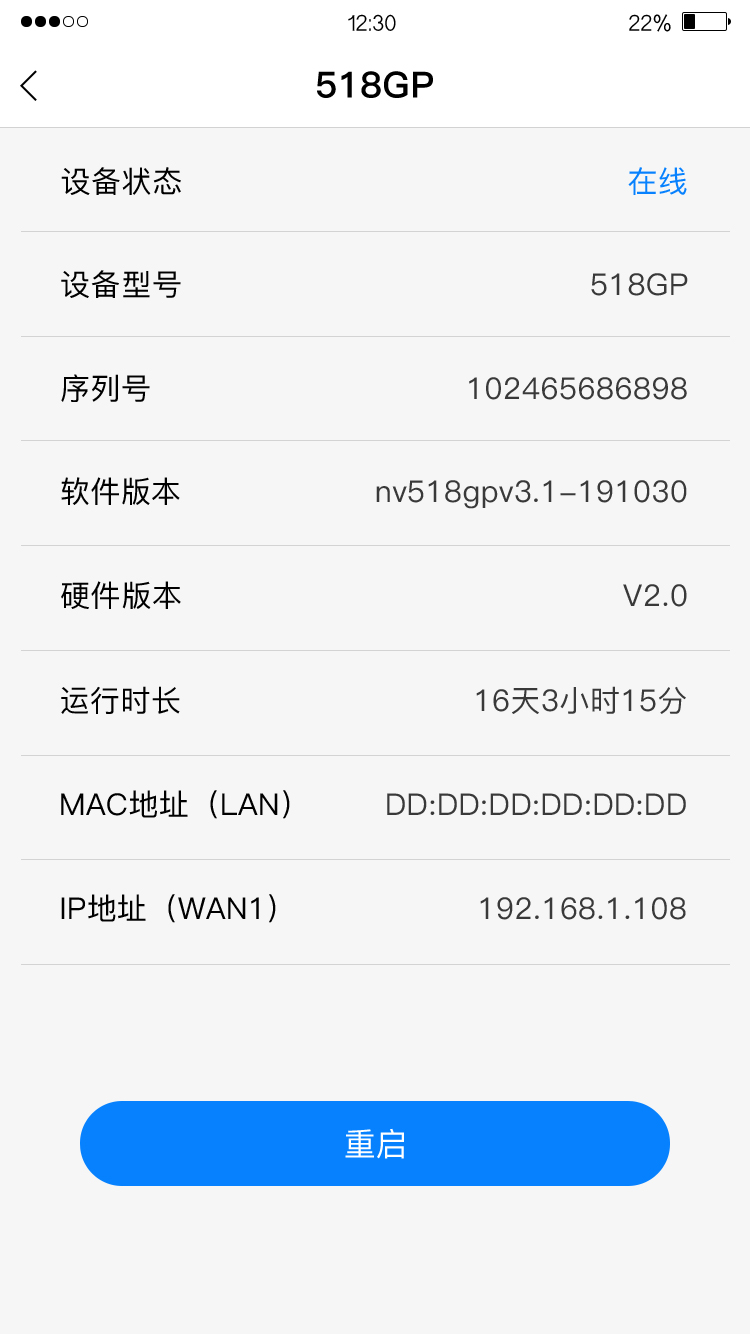 12:30 22%
518GP
设备状态 在线
设备型号 518GP
序列号 102465686898
软件版本 nv518gpv3.1-191030
硬件版本 V2.0
运行时长 16天3小时15分
MAC地址（LAN） DD:DD:DD:DD:DD:DD
IP地址（WAN1） 192.168.1.108
重启